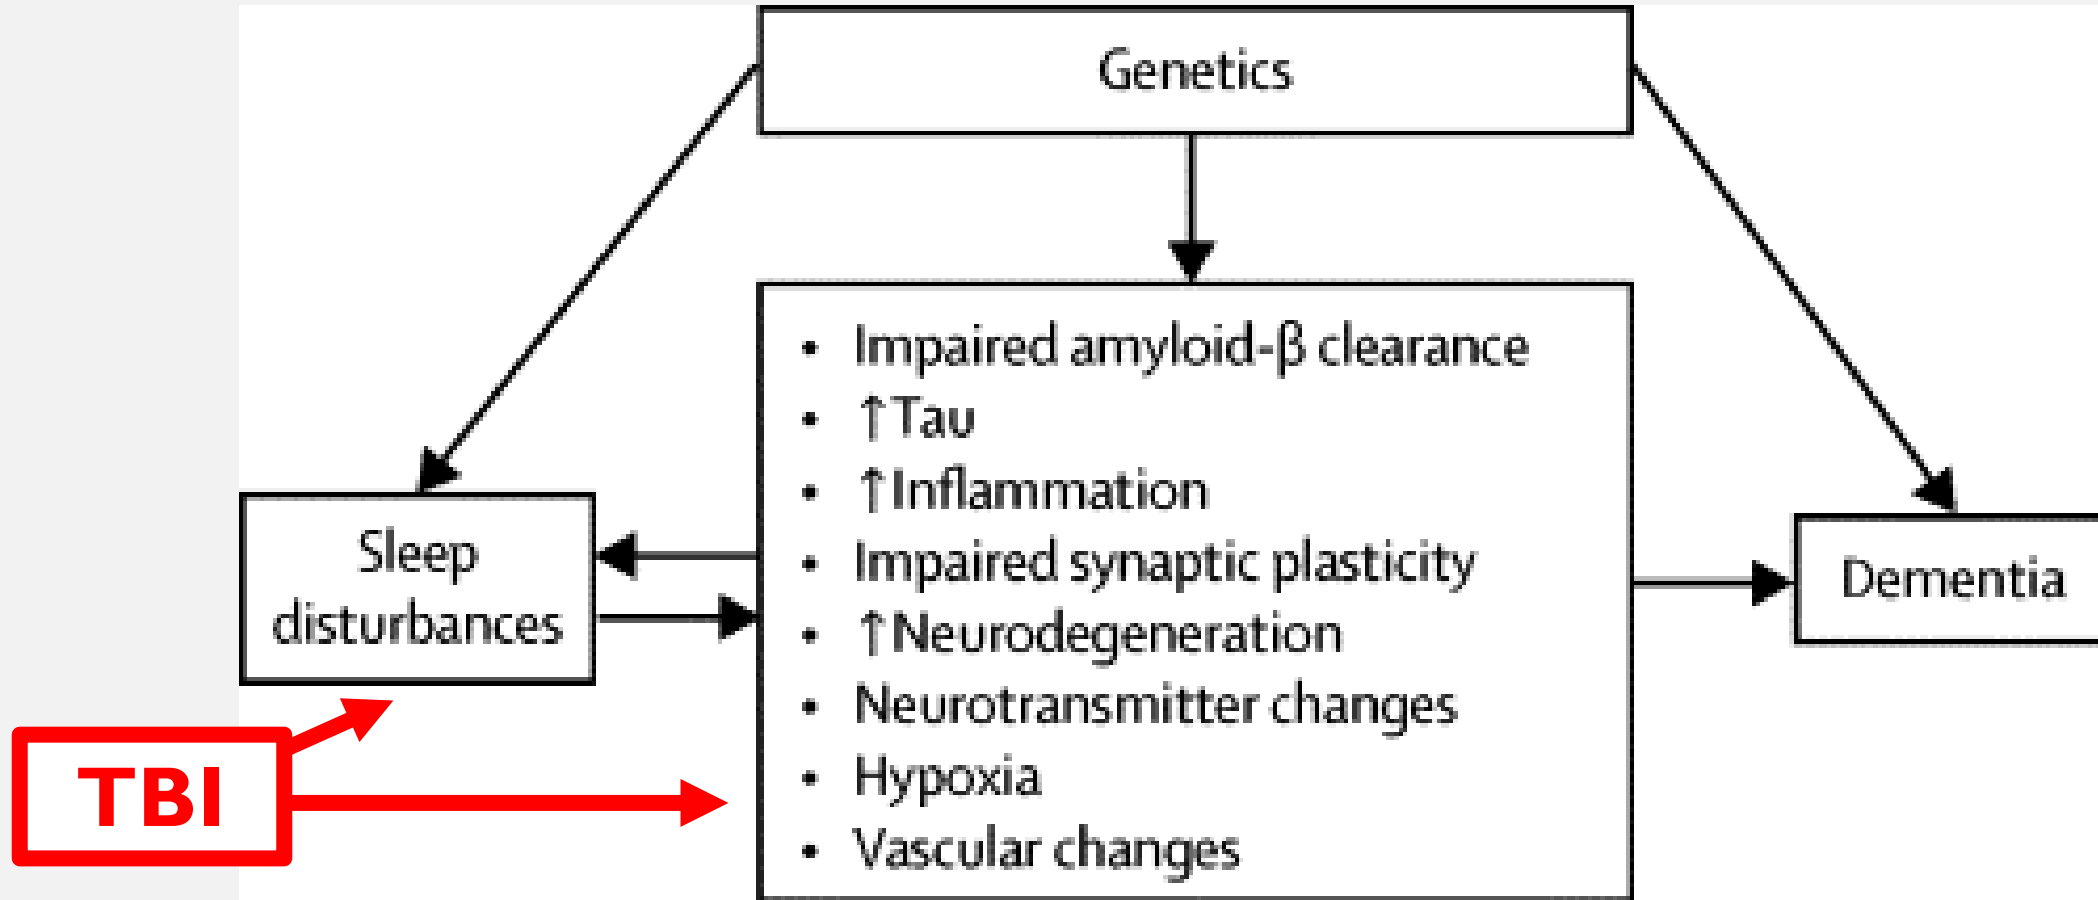 Genetics
• Impaired amyloid-β clearance
• ↑Tau
• ↑Inflammation
• Impaired synaptic plasticity
• ↑Neurodegeneration
• Neurotransmitter changes
• Hypoxia
• Vascular changes
Sleep
disturbances
Dementia
TBI